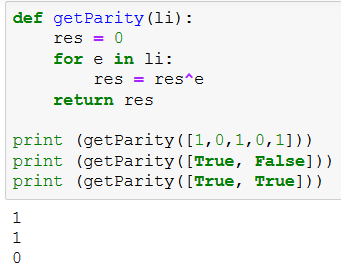 def getParity(li):
    res = 0
    for e in li:
        res = res^e
    return res

print (getParity([1,0,1,0,1]))
print (getParity([True, False]))
print (getParity([True, True]))
1
1
0